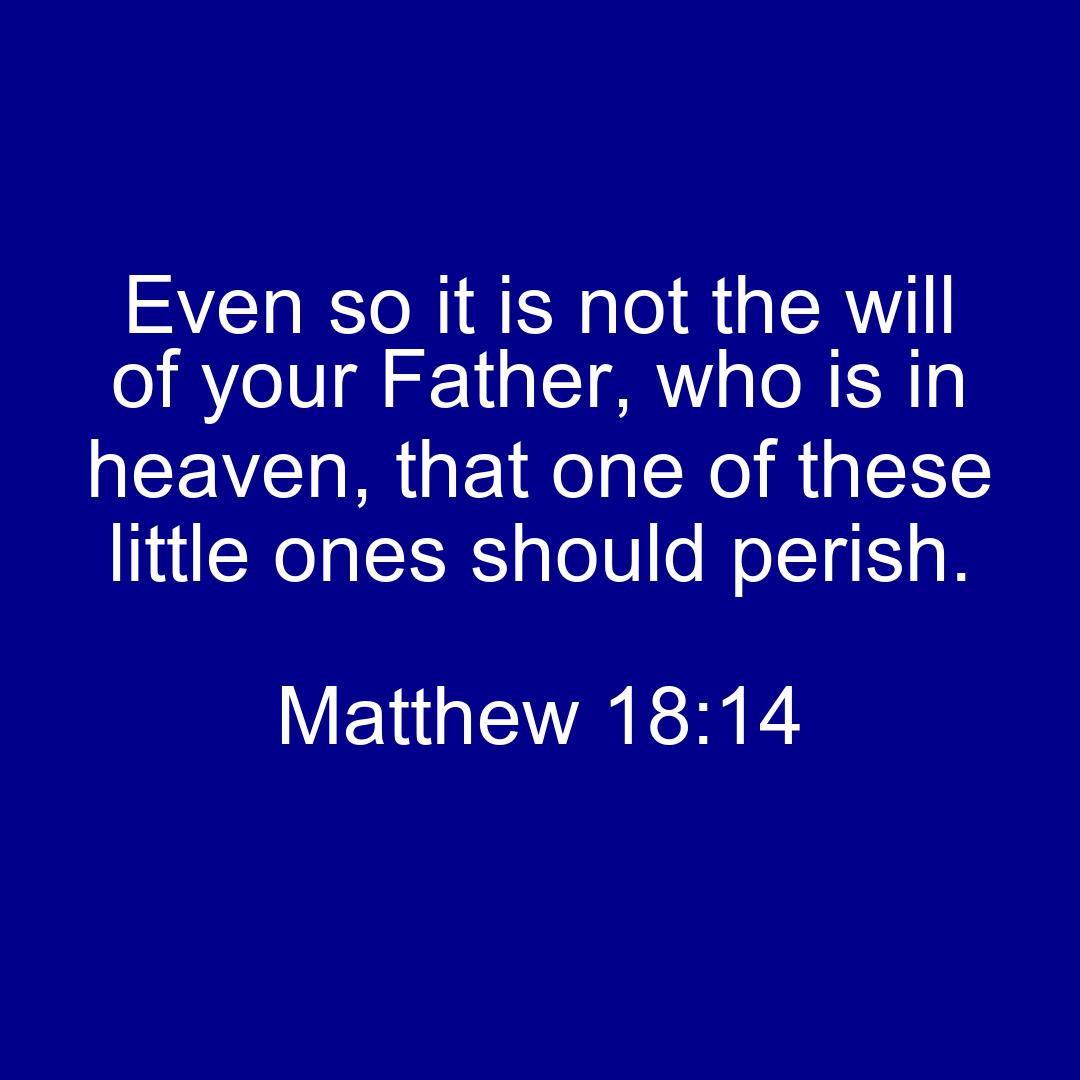 Even so it is not the will
of your Father, who is in
heaven, that one of these
little ones should perish.
Matthew 18:14